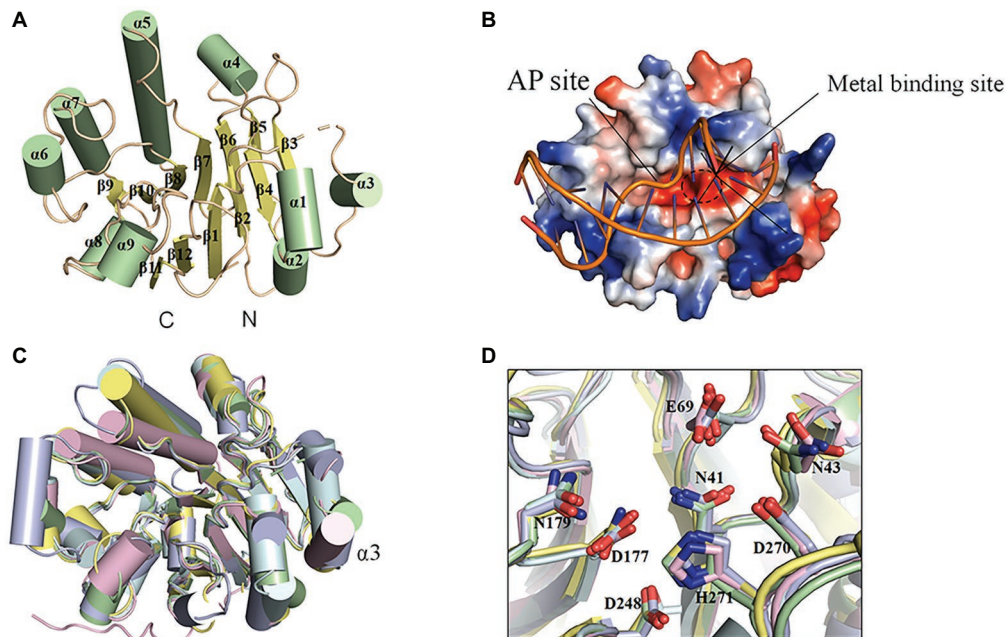 A
α5
α4
α7
α6
β5
β6
β3
β7
β9
β10
β8
β4
α3
α1
β2
α8
α9
β1
β12
β11
α2
C N
B
AP site
Metal binding site
C
α3
D
E69
N43
N41
N179
D177
D270
H271
D248